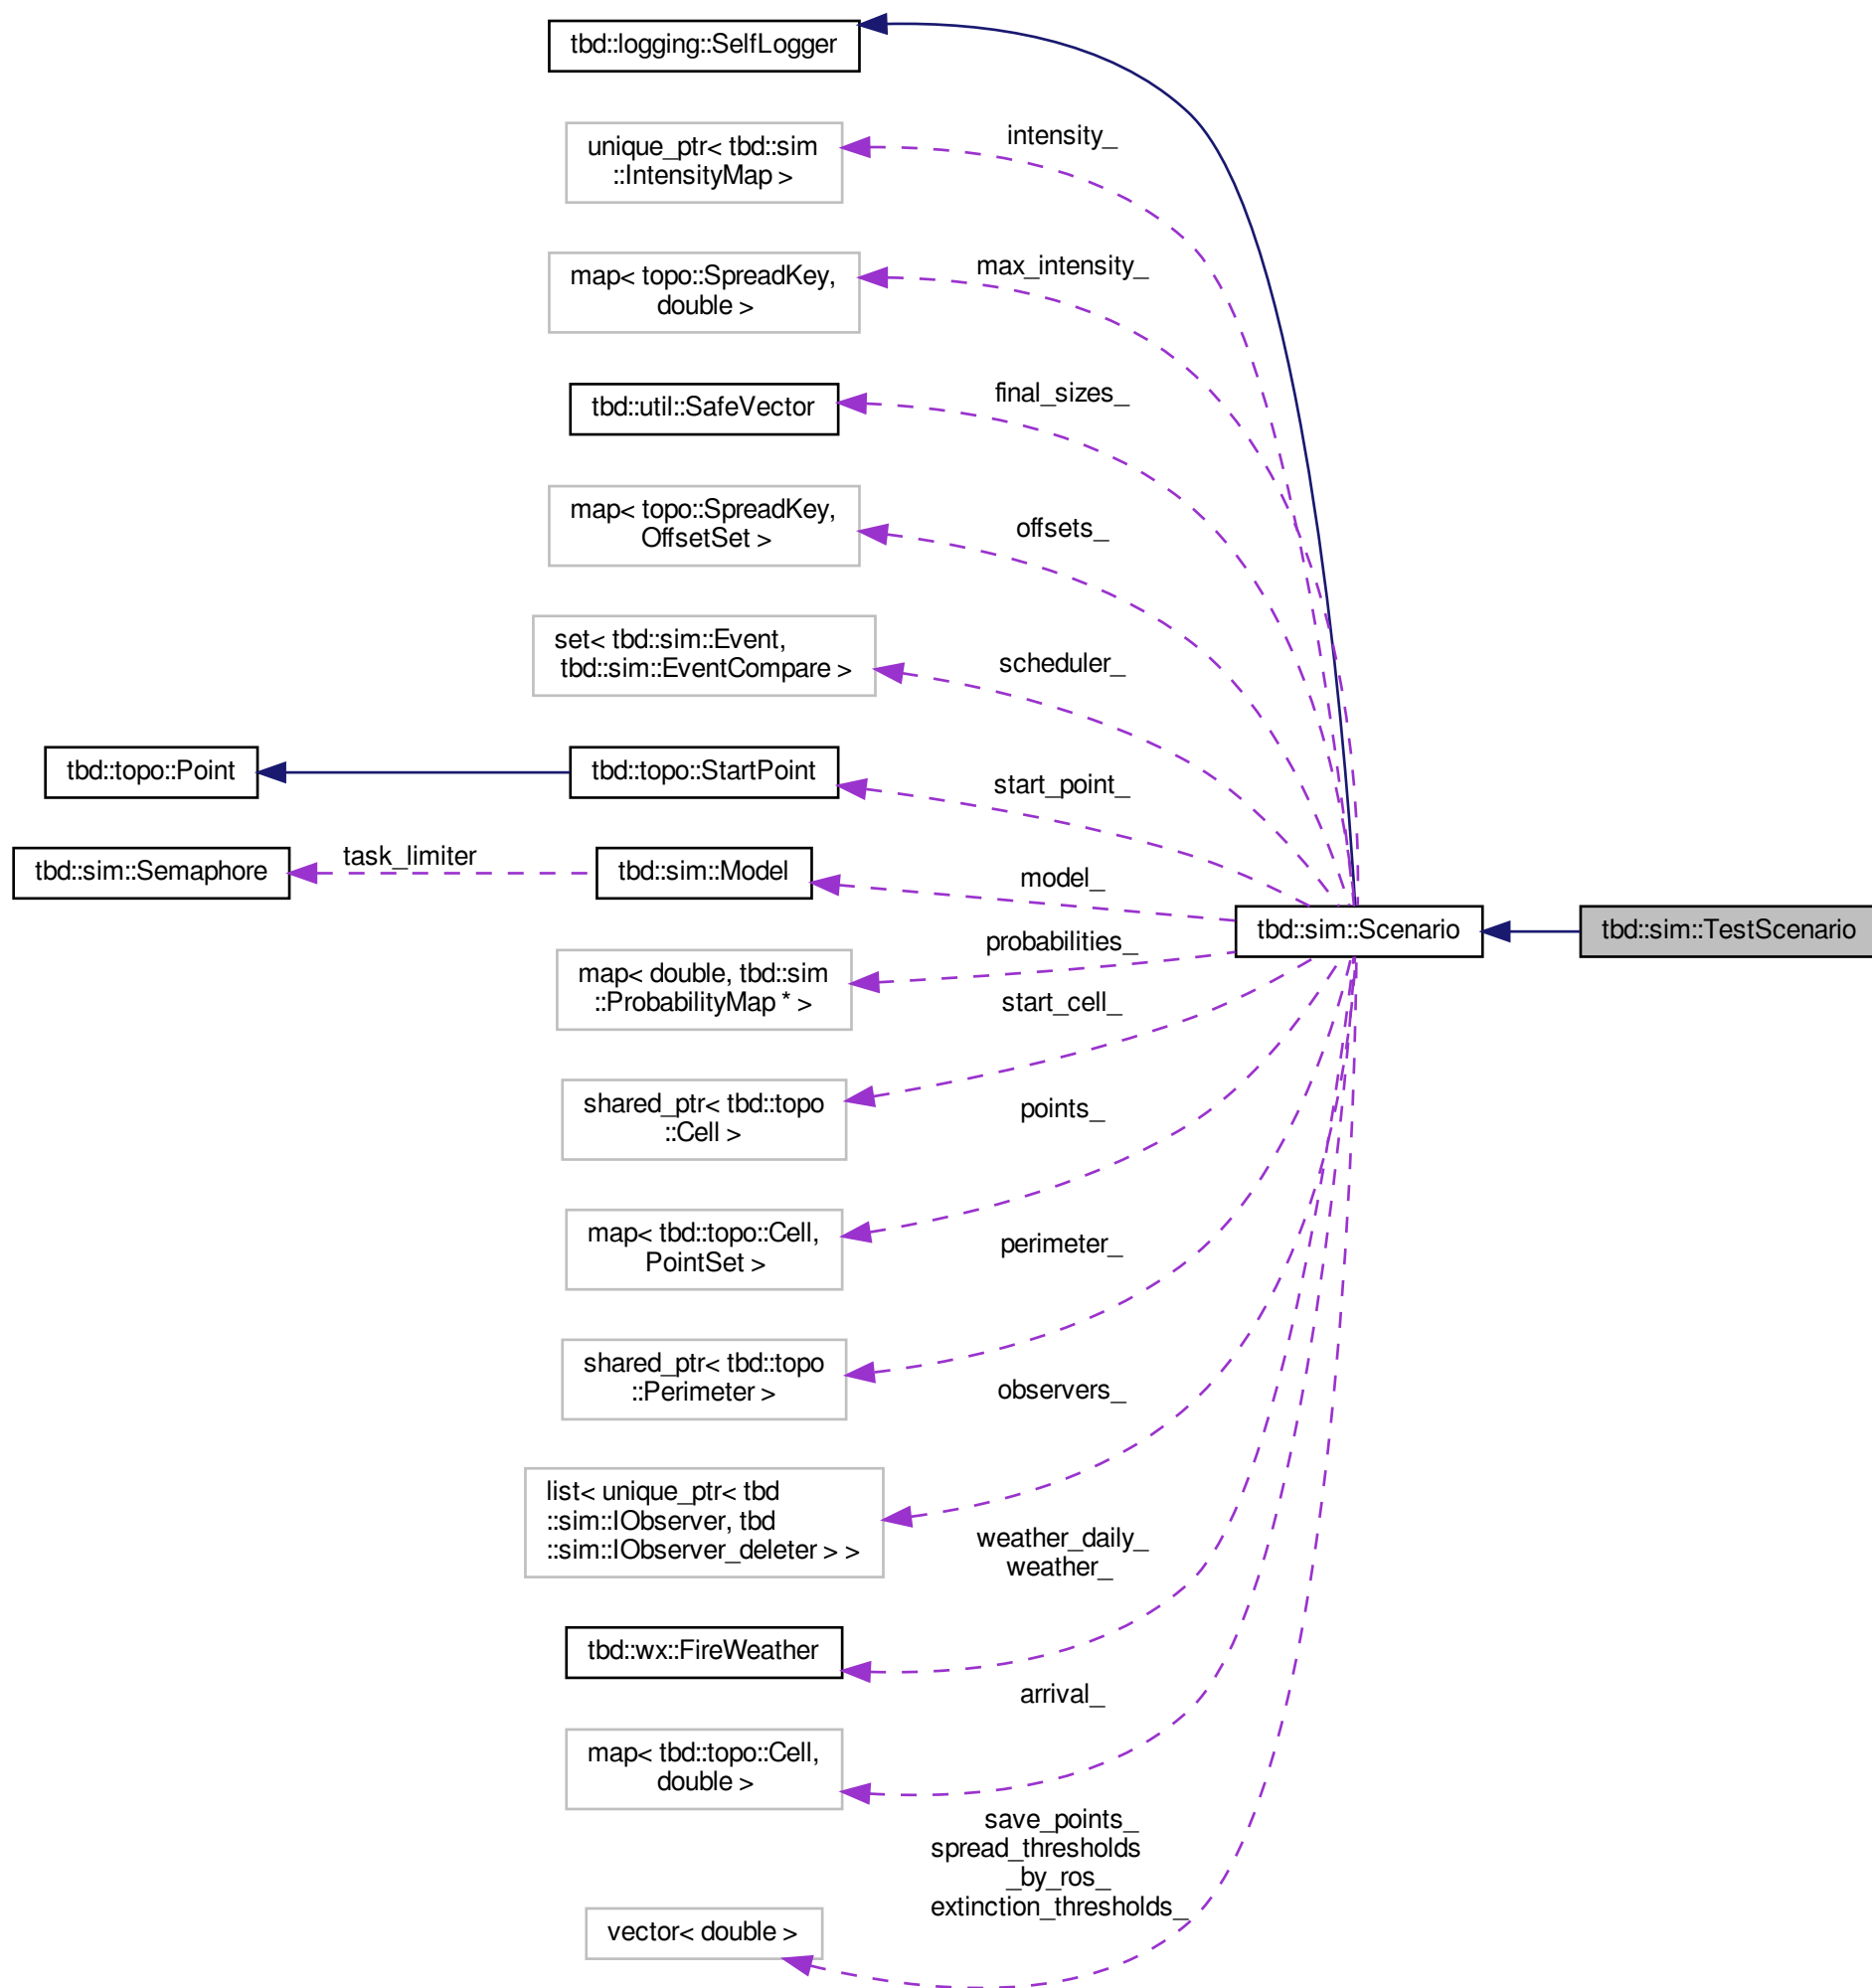 tbd::logging::SelfLogger
unique_ptr< tbd::sim
::IntensityMap >
intensity_
map< topo::SpreadKey,
double >
max_intensity_
tbd::util::SafeVector
final_sizes_
map< topo::SpreadKey,
OffsetSet >
offsets_
set< tbd::sim::Event,
tbd::sim::EventCompare >
scheduler_
tbd::topo::Point
tbd::topo::StartPoint
start_point_
tbd::sim::Semaphore
task_limiter
tbd::sim::Model
model_
tbd::sim::Scenario
tbd::sim::TestScenario
map< double, tbd::sim
::ProbabilityMap * >
probabilities_
shared_ptr< tbd::topo
::Cell >
start_cell_
map< tbd::topo::Cell,
PointSet >
points_
shared_ptr< tbd::topo
::Perimeter >
perimeter_
list< unique_ptr< tbd
::sim::IObserver, tbd
::sim::IObserver_deleter > >
observers_
tbd::wx::FireWeather
weather_daily_
weather_
map< tbd::topo::Cell,
double >
arrival_
vector< double >
save_points_
spread_thresholds
_by_ros_
extinction_thresholds_